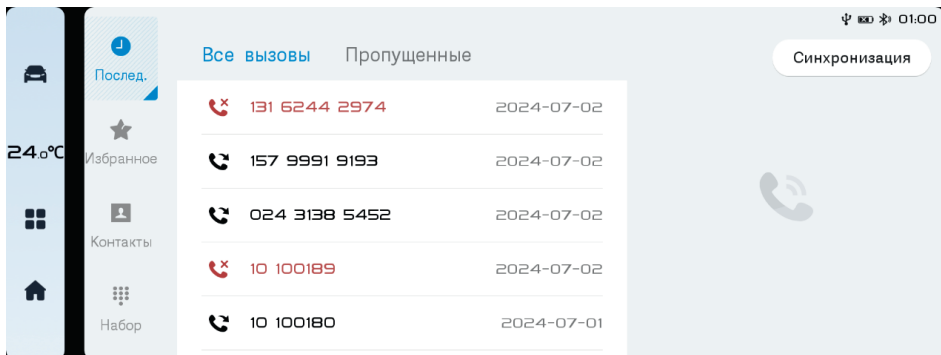 01:00
Все вызовы Пропущенные
Синхронизация
24.0°C
Послед.
Избранное
Контакты
Набор
131 6244 2974 2024-07-02
157 9991 9193 2024-07-02
024 3138 5452 2024-07-02
10 100189 2024-07-02
10 100180 2024-07-01